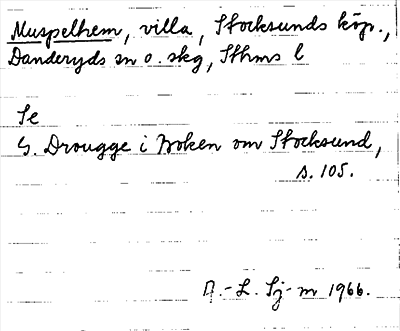 Muspelhem, villa, Stocksunds köp.,
Danderyds sn o. skg, Sthms l
Se
G. Drougge i Boken om Stocksund,
s. 105.
A.-L. Sj-m 1966.